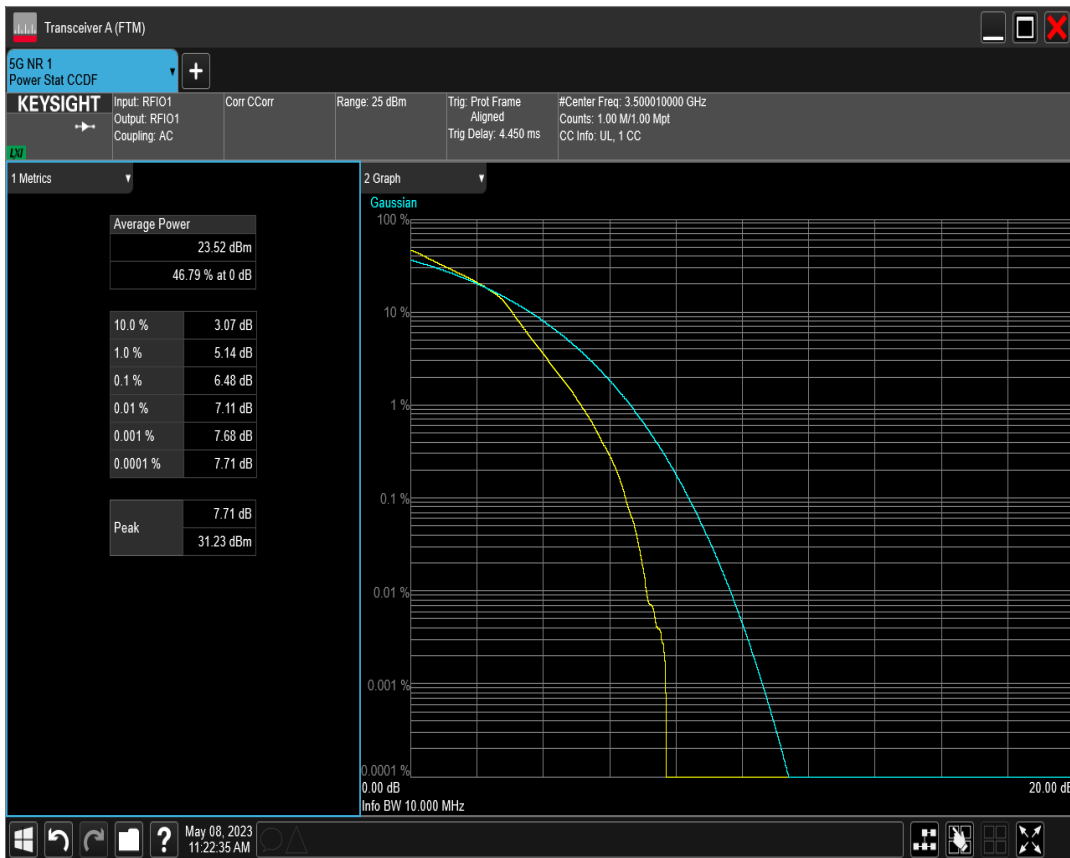 Transceiver A (FTM)
5G NR 1
Power Stat CCDF
KEYSIGHT
LXI
Input: RFIO1
Output: RFIO1
Coupling: AC
Corr CCorr
Range: 25 dBm
Trig: Prot Frame
Aligned
Trig Delay: 4.450 ms
#Center Freq: 3.500010000 GHz
Counts: 1.00 M/1.00 Mpt
CC Info: UL, 1 CC
1 Metrics
Average Power
23.52 dBm
46.79 % at 0 dB
10.0 % 3.07 dB
1.0 % 5.14 dB
0.1 % 6.48 dB
0.01 % 7.11 dB
0.001 % 7.68 dB
0.0001 % 7.71 dB
Peak
7.71 dB
31.23 dBm
2 Graph
Gaussian
100 %
10 %
1 %
0.1 %
0.01 %
0.001 %
0.0001 %
0.00 dB 20.00 dB
Info BW 10.000 MHz
? May 08, 2023
11:22:35 AM